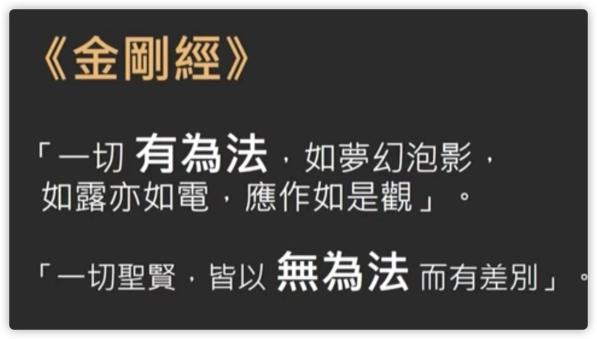 《金剛經》
「一切 有為法，如夢幻泡影，
如露亦如電，應作如是觀」。
「一切聖賢，皆以 無為法 而有差別」。